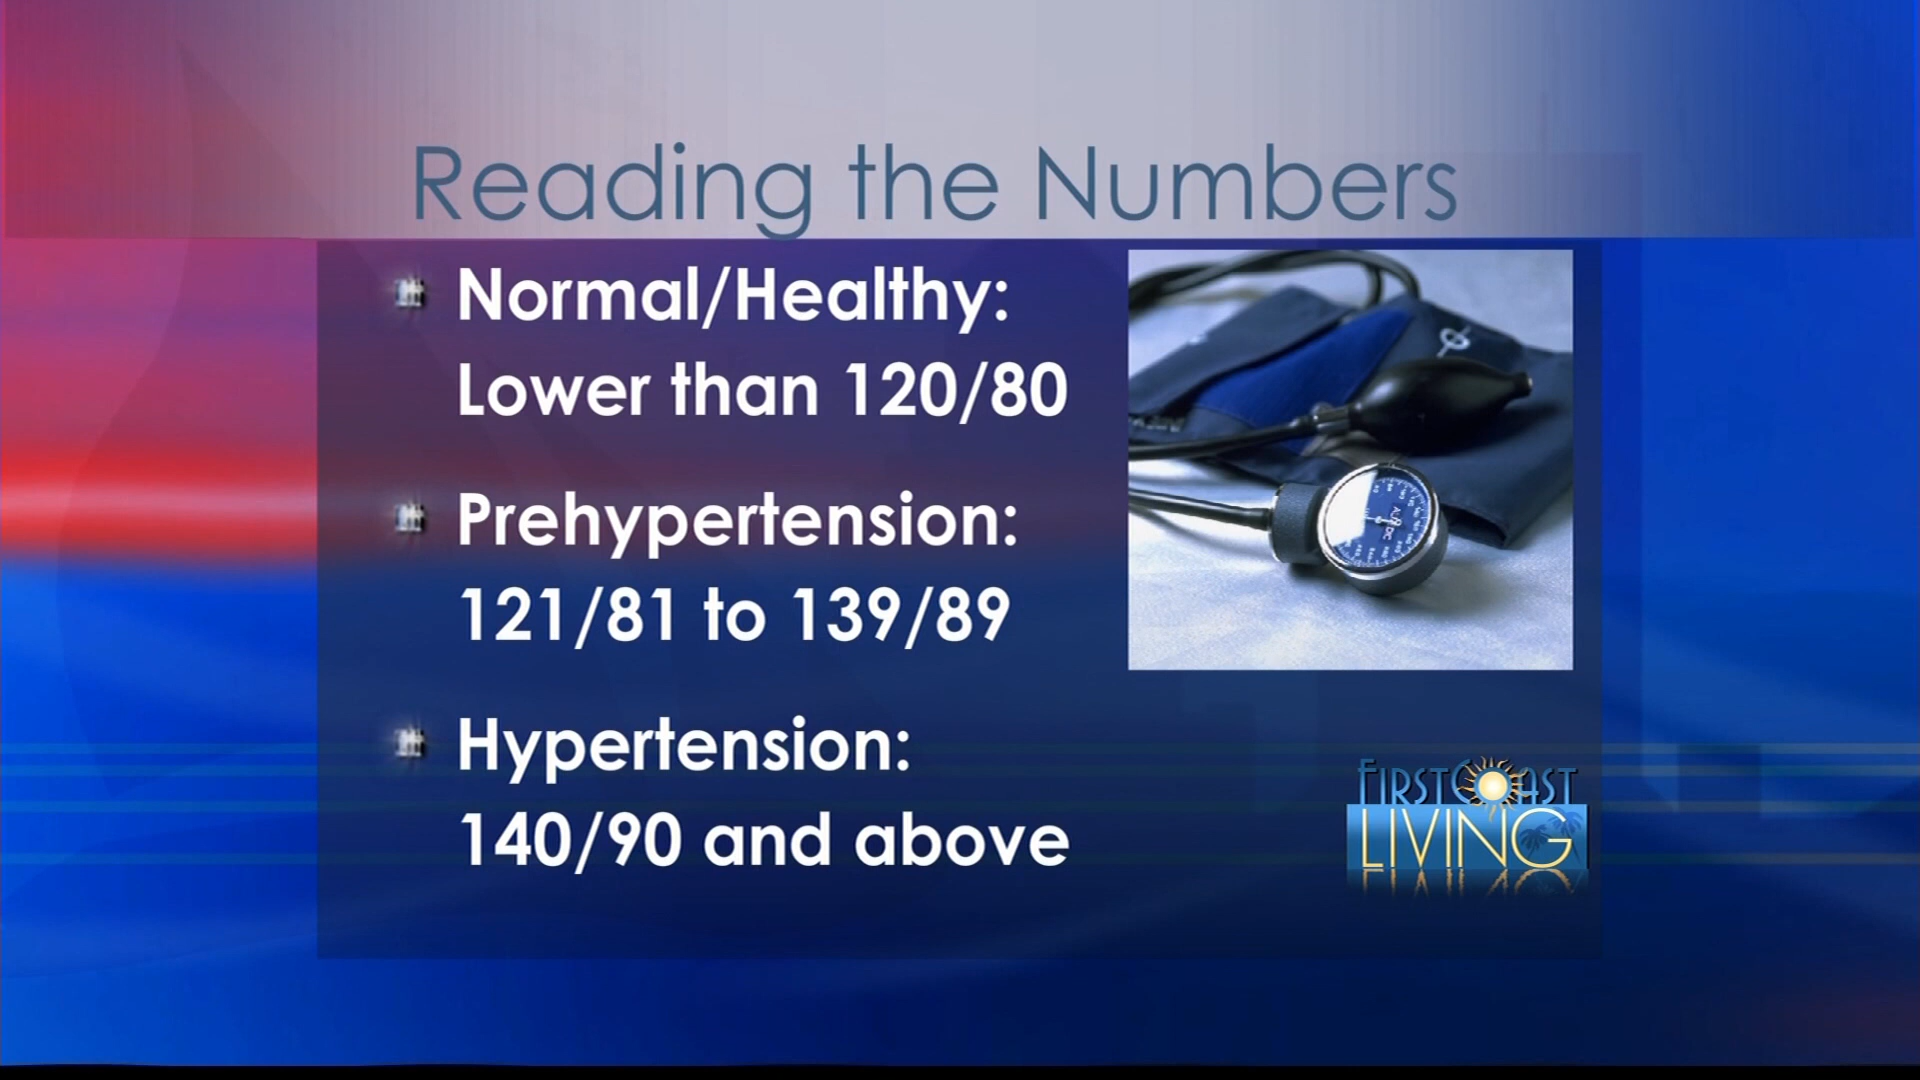 Reading the Numbers
Normal/Healthy:
Lower than 120/80
Prehypertension:
121/81 to 139/89
Hypertension:
140/90 and above
FIRST COAST
LIVING